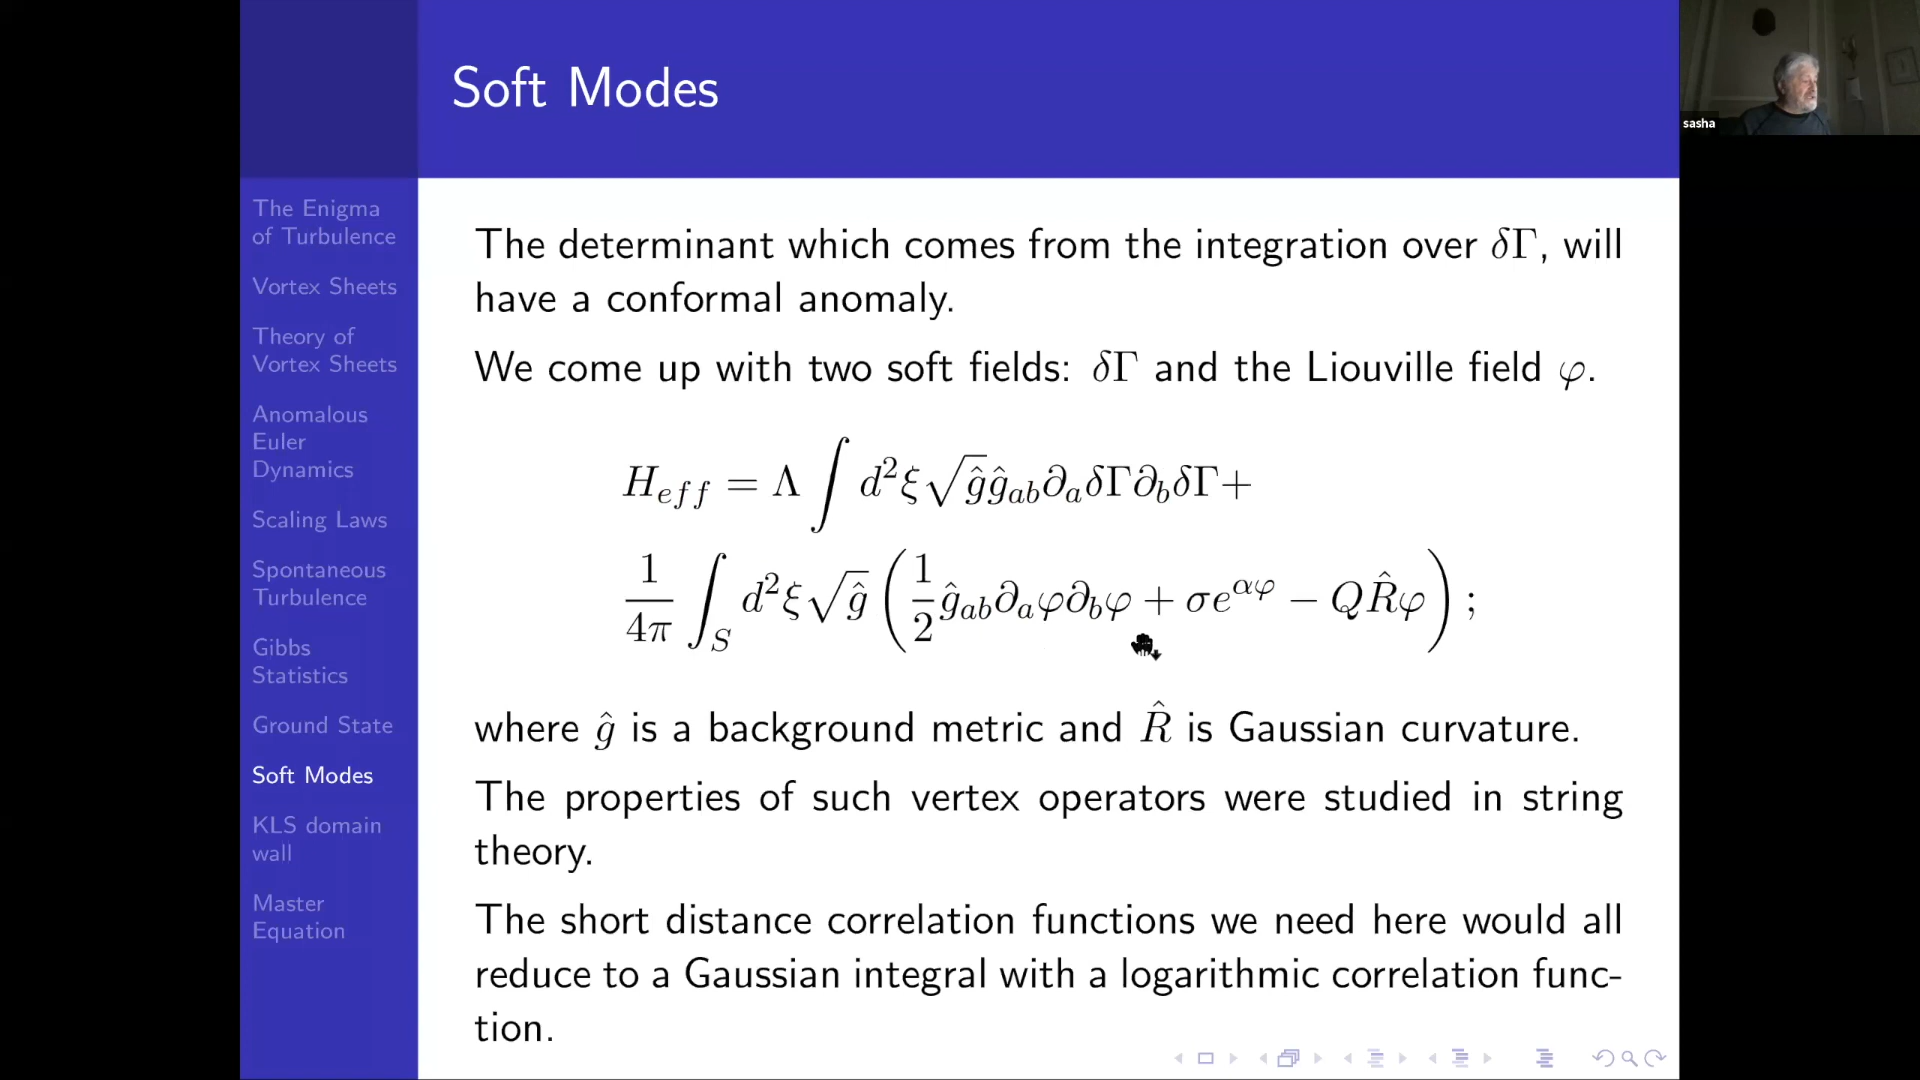 Soft Modes
sasha
The Enigma
of Turbulence
Vortex Sheets
Theory of
Vortex Sheets
Anomalous
Euler
Dynamics
Scaling Laws
Spontaneous
Turbulence
Gibbs
Statistics
Ground State
Soft Modes
KLS domain
wall
Master
Equation
The determinant which comes from the integration over δΓ, will
have a conformal anomaly.
We come up with two soft fields: δΓ and the Liouville field φ.
H_{eff} = Λ ∫ d²ξ √ĝ ĝ_{ab} ∂_a δΓ ∂_b δΓ +
1/4π ∫_S d²ξ √ĝ ( 1/2 ĝ_{ab} ∂_a φ ∂_b φ + σe^{αφ} − QR̂φ ) ;
where ĝ is a background metric and R̂ is Gaussian curvature.
The properties of such vertex operators were studied in string
theory.
The short distance correlation functions we need here would all
reduce to a Gaussian integral with a logarithmic correlation func-
tion.